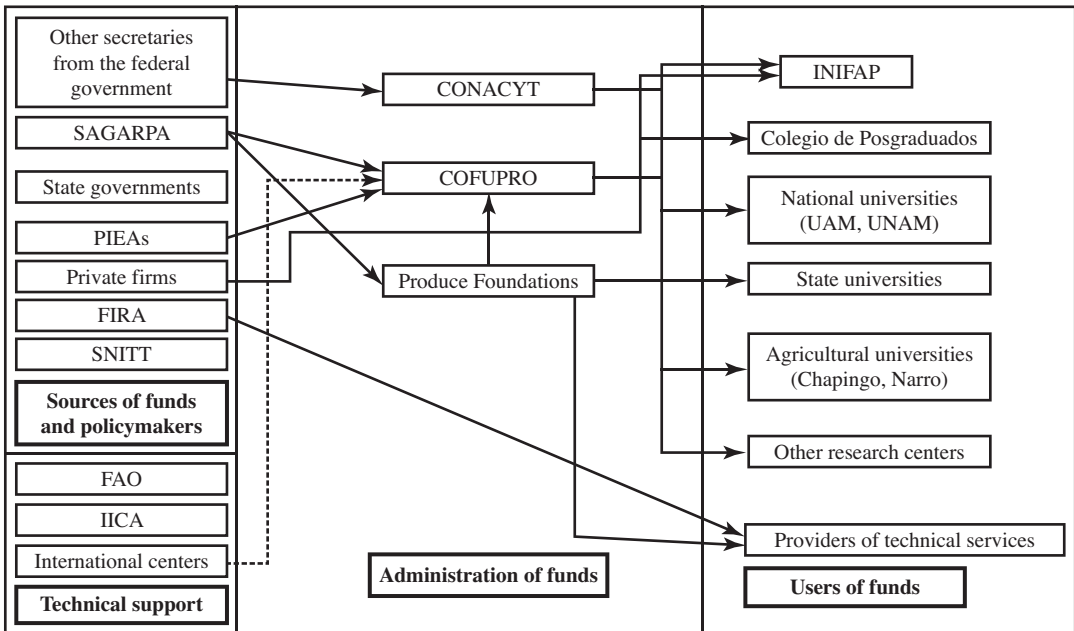 Other secretaries
from the federal
government
SAGARPA
State governments
PIEAs
Private firms
FIRA
SNITT
Sources of funds
and policymakers
FAO
IICA
International centers
Technical support
CONACYT
COFUPRO
Produce Foundations
Administration of funds
INIFAP
Colegio de Posgraduados
National universities
(UAM, UNAM)
State universities
Agricultural universities
(Chapingo, Narro)
Other research centers
Providers of technical services
Users of funds